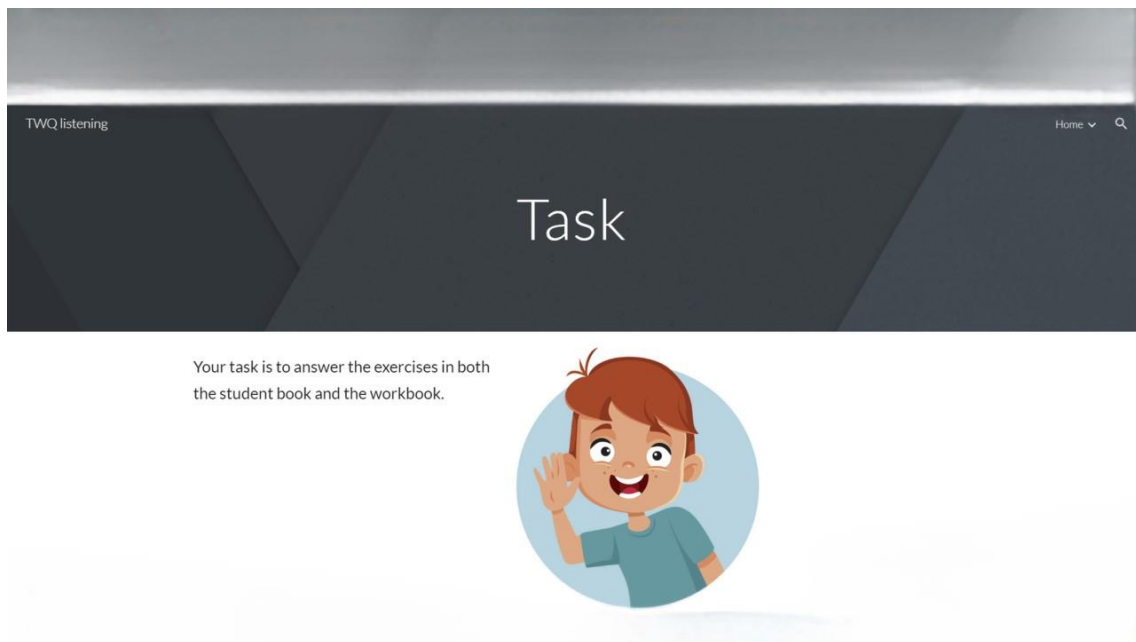 TWQ listening
Home
Task
Your task is to answer the exercises in both
the student book and the workbook.